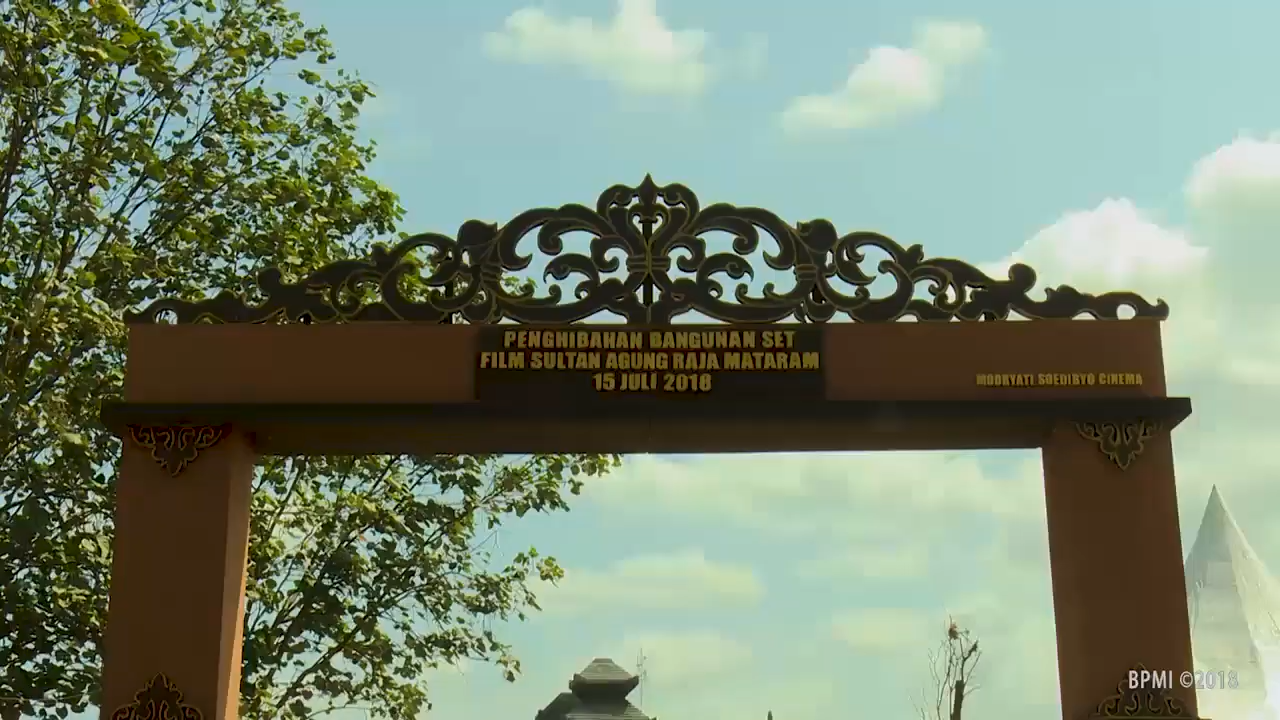 PENGHIBAHAN BANGUNAN SET
FILM SULTAN AGUNG RAJA MATARAM
15 JULI 2018
MOORYATI SOEDIBYO CINEMA
BPMI ©2018